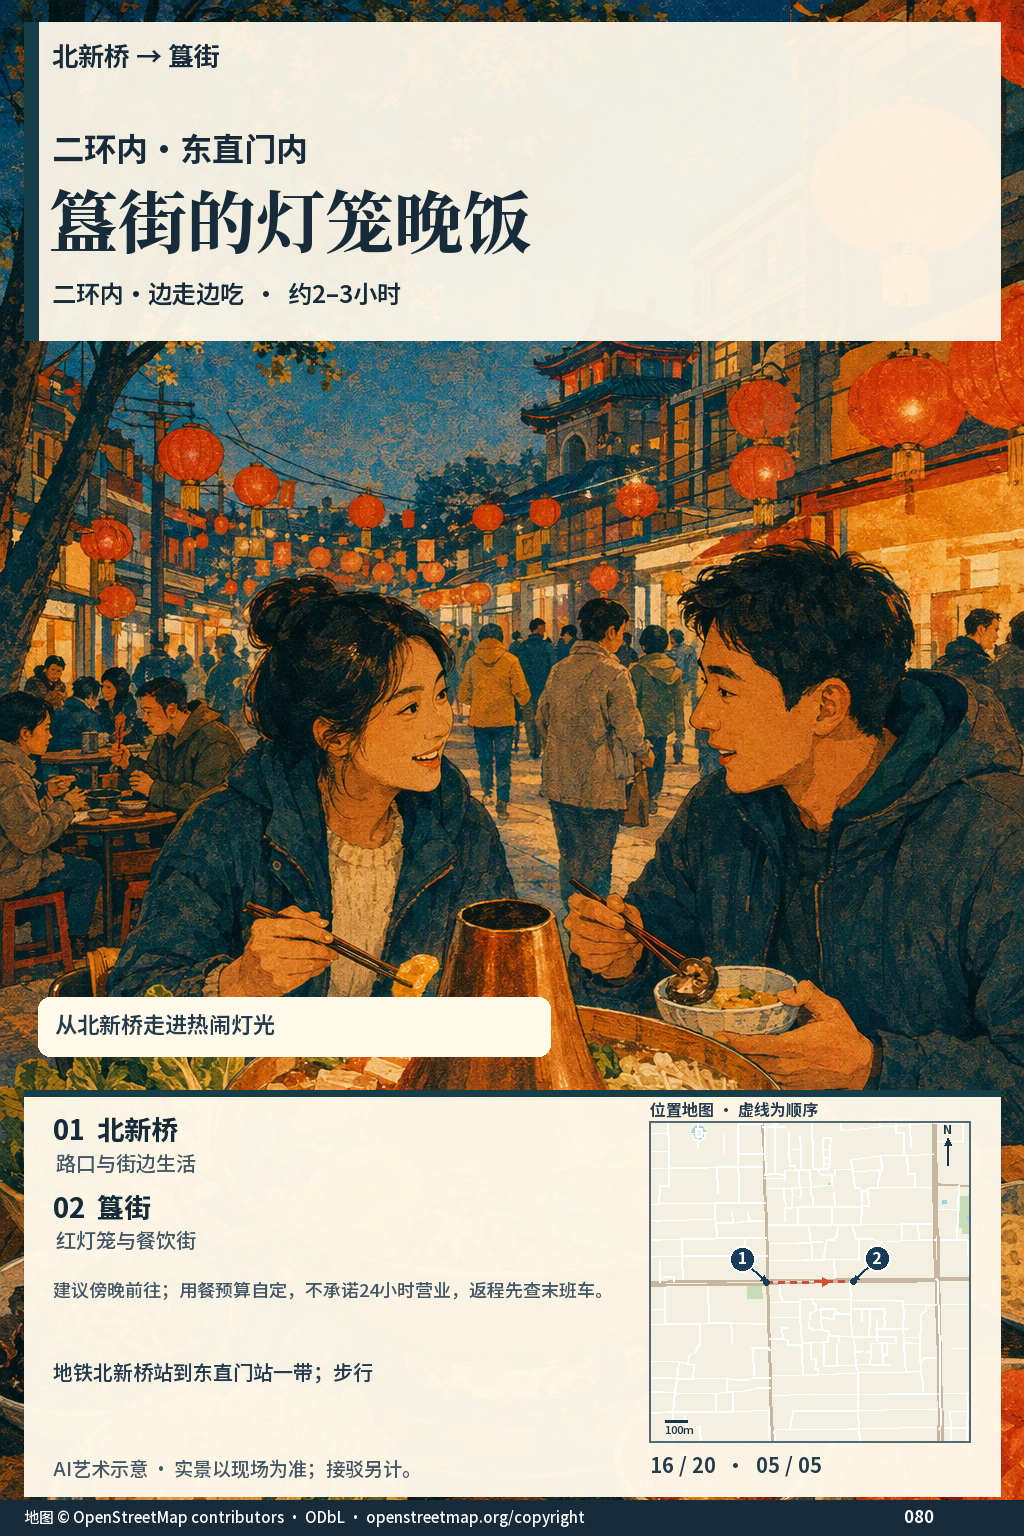 北新桥 → 簋街
二环内・东直门内
簋街的灯笼晚饭
二环内・边走边吃 ・ 约2–3小时
从北新桥走进热闹灯光
01 北新桥
路口与街边生活
02 簋街
红灯笼与餐饮街
建议傍晚前往；用餐预算自定，不承诺24小时营业，返程先查末班车。
地铁北新桥站到东直门站一带；步行
AI艺术示意 · 实景以现场为准；接驳另计。
位置地图 · 虚线为顺序
N
1
2
100m
16 / 20 · 05 / 05
地图 © OpenStreetMap contributors · ODbL · openstreetmap.org/copyright
080